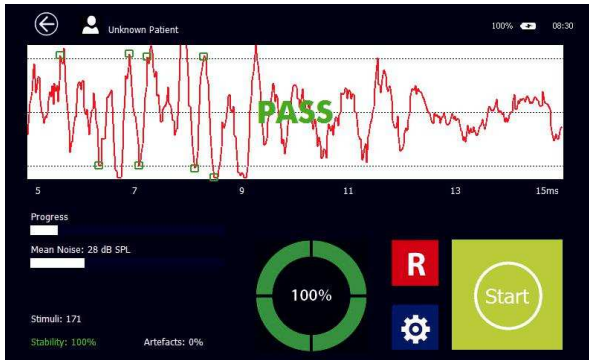 Unknown Patient
100%
08:30
PASS
5 7 9 11 13 15ms
Progress
Mean Noise: 28 dB SPL
100%
R
Start
Stimuli: 171
Stability: 100% Artefacts: 0%